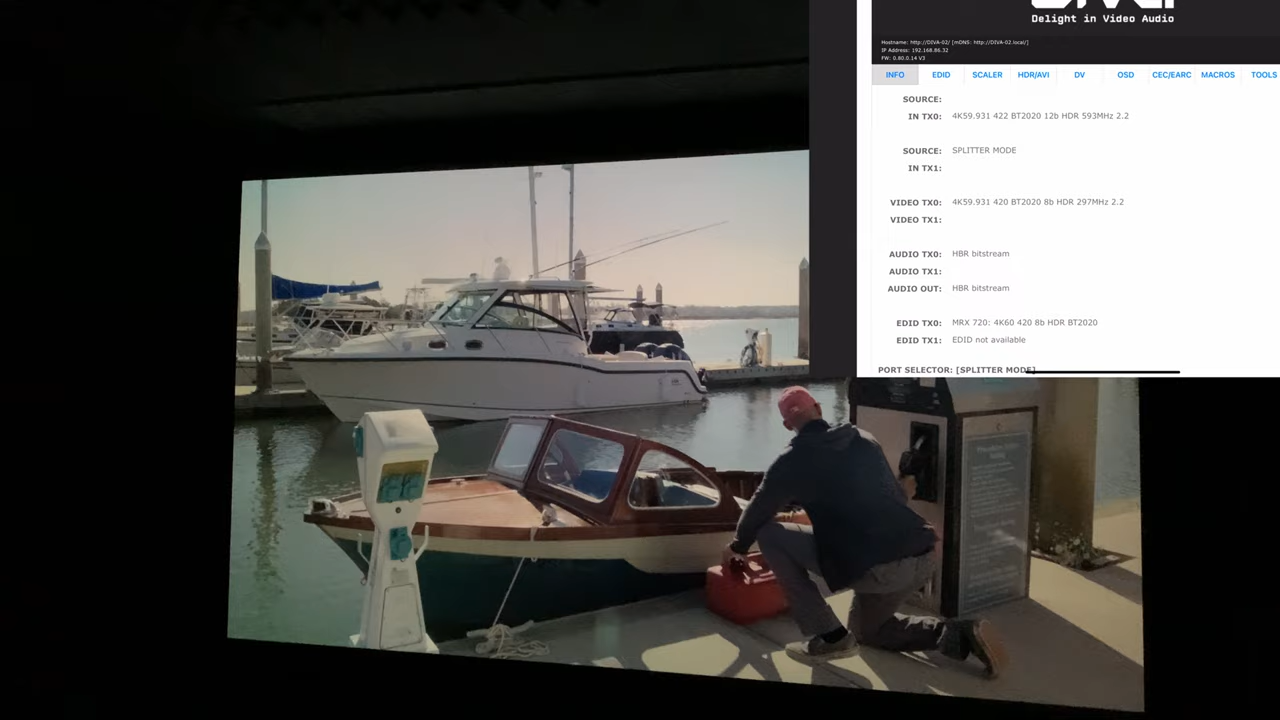 Delight in Video Audio
Hostname: http://DIVA-02/ [mDNS: http://DIVA-02.local/]
IP Address: 192.168.86.32
FW: 0.80.0.14 V3
INFO EDID SCALER HDR/AVI DV OSD CEC/EARC MACROS TOOLS
SOURCE:
IN TX0: 4K59.931 422 BT2020 12b HDR 593MHz 2.2
SOURCE: SPLITTER MODE
IN TX1:
VIDEO TX0: 4K59.931 420 BT2020 8b HDR 297MHz 2.2
VIDEO TX1:
AUDIO TX0: HBR bitstream
AUDIO TX1:
AUDIO OUT: HBR bitstream
EDID TX0: MRX 720: 4K60 420 8b HDR BT2020
EDID TX1: EDID not available
PORT SELECTOR: [SPLITTER MODE]